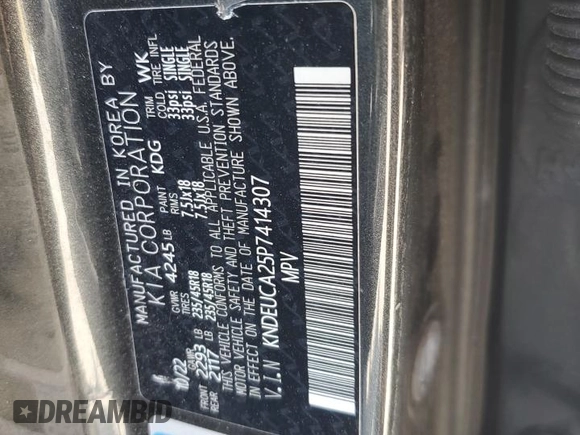 MANUFACTURED IN KOREA BY
KIA CORPORATION
10/22 GVWR 4245 LB PAINT KDG TRIM WK
GAWR TIRES RIMS COLD TIRE INFL
FRONT 2293 LB 235/45R18 7.5Jx18 33psi SINGLE
REAR 2117 LB 235/45R18 7.5Jx18 33psi SINGLE
THIS VEHICLE CONFORMS TO ALL APPLICABLE U.S.A. FEDERAL
MOTOR VEHICLE SAFETY AND THEFT PREVENTION STANDARDS
IN EFFECT ON THE DATE OF MANUFACTURE SHOWN ABOVE.
V.I.N KNDEUCA25P7414307
MPV
DREAMBID